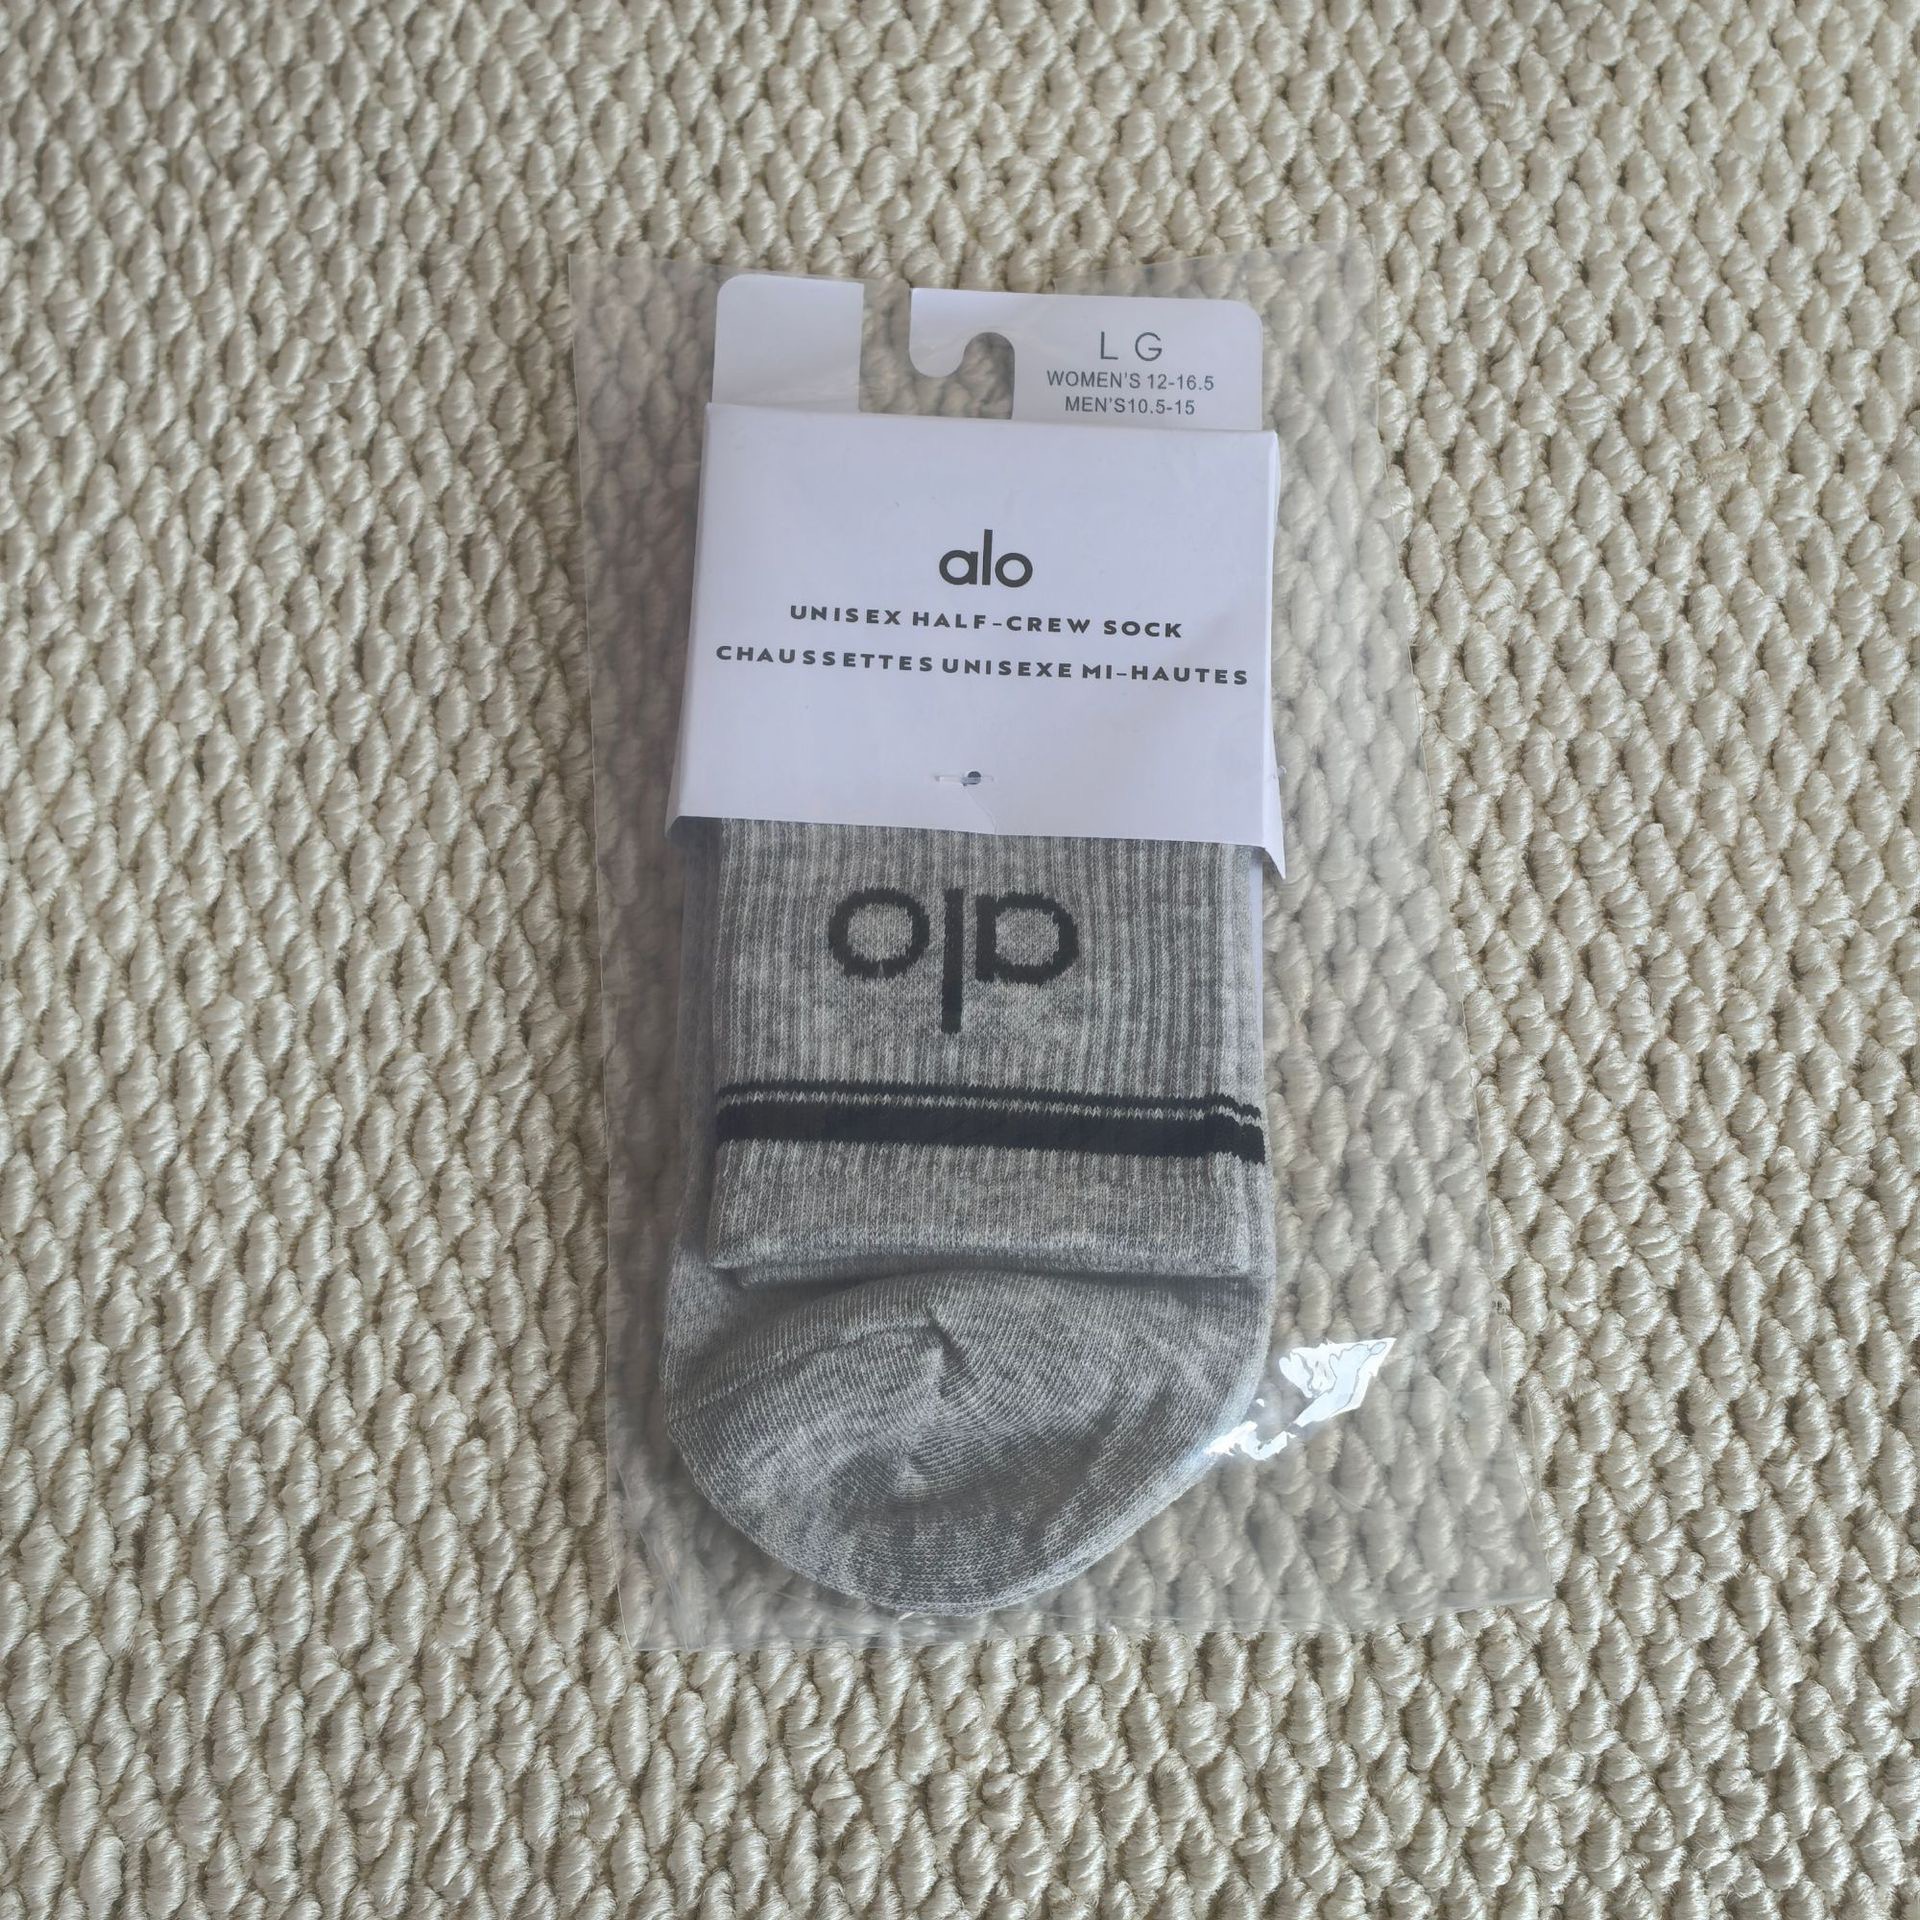 L G
WOMEN'S 12-16.5
MEN'S10.5-15
alo
UNISEX HALF-CREW SOCK
CHAUSSETTES UNISEXE MI-HAUTES
alo